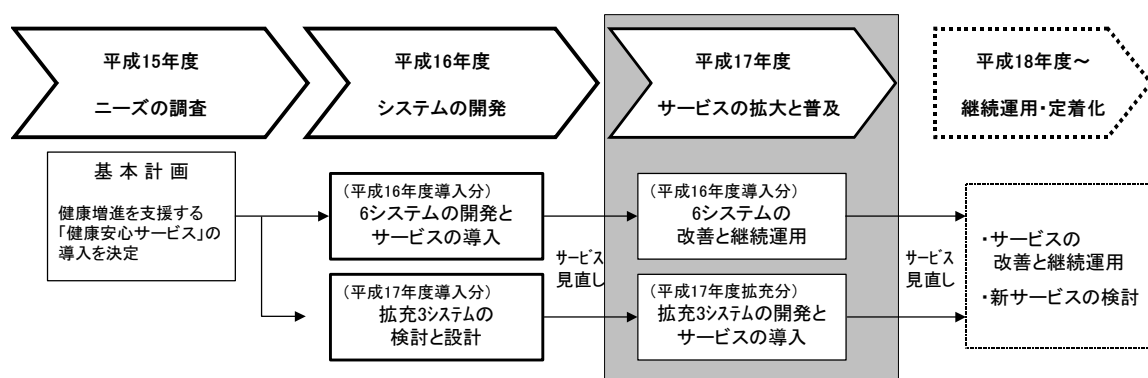 平成15年度
ニーズの調査
平成16年度
システムの開発
平成17年度
サービスの拡大と普及
平成18年度～
継続運用・定着化
基本計画
健康増進を支援する
「健康安心サービス」の
導入を決定
(平成16年度導入分)
6システムの開発と
サービスの導入
(平成17年度導入分)
拡充3システムの
検討と設計
サービス
見直し
(平成16年度導入分)
6システムの
改善と継続運用
(平成17年度拡充分)
拡充3システムの開発と
サービスの導入
サービス
見直し
・サービスの
改善と継続運用
・新サービスの検討